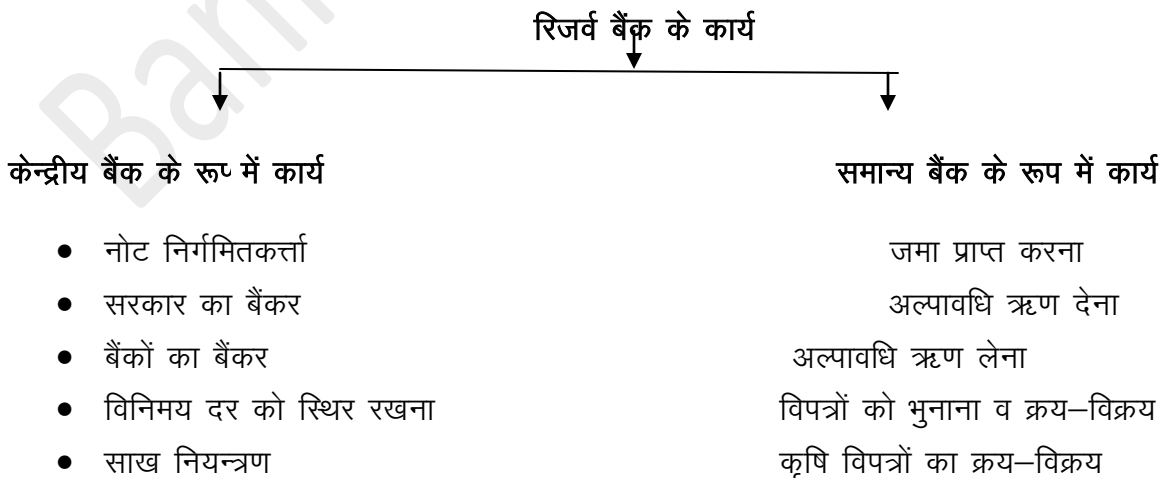 रिजर्व बैंक के कार्य
केन्द्रीय बैंक के रूप में कार्य
समान्य बैंक के रूप में कार्य
• नोट निर्गमितकर्त्ता
जमा प्राप्त करना
• सरकार का बैंकर
अल्पावधि ऋण देना
• बैंकों का बैंकर
अल्पावधि ऋण लेना
• विनिमय दर को स्थिर रखना
विपत्रों को भुनाना व क्रय–विक्रय
• साख नियन्त्रण
कृषि विपत्रों का क्रय–विक्रय